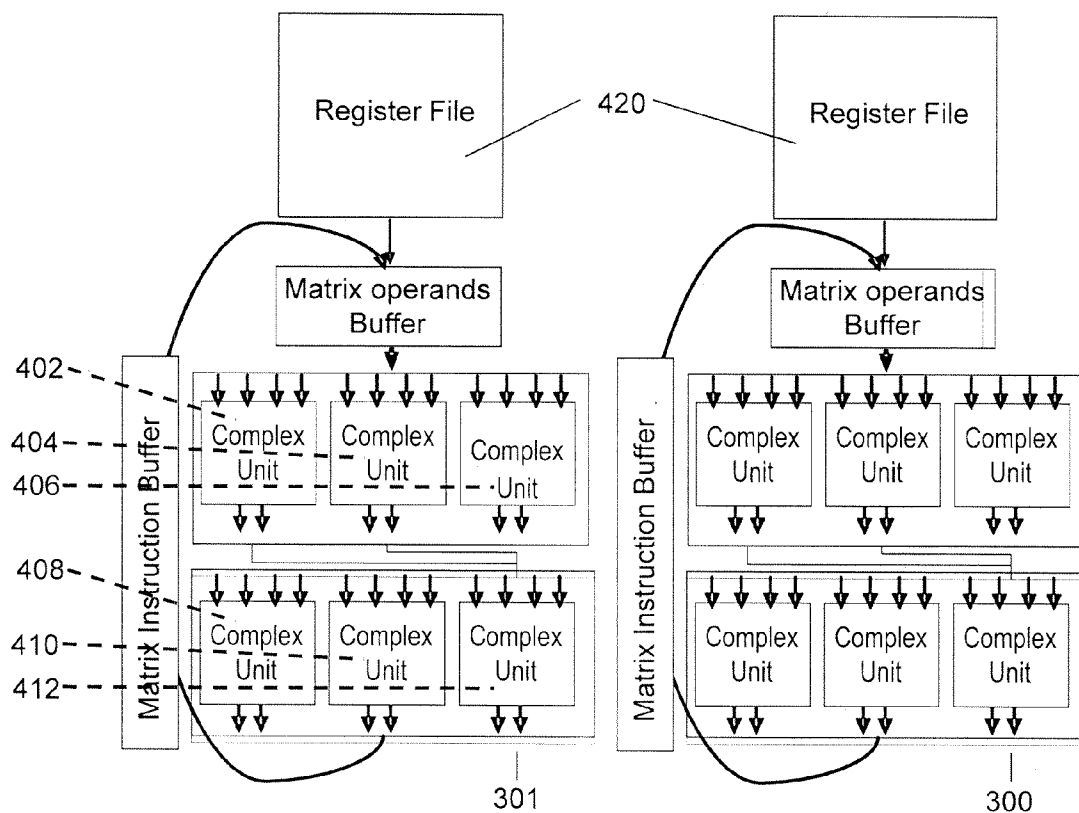 Register File
420
Register File
Matrix operands
Buffer
Matrix operands
Buffer
Matrix Instruction Buffer
Matrix Instruction Buffer
402
404
406
Complex
Unit
Complex
Unit
Complex
Unit
Complex
Unit
Complex
Unit
Complex
Unit
408
410
412
Complex
Unit
Complex
Unit
Complex
Unit
Complex
Unit
Complex
Unit
Complex
Unit
301
300